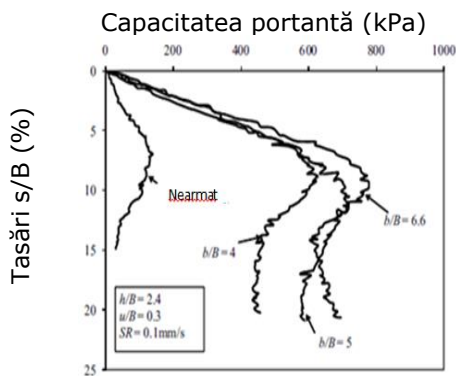 Capacitatea portantă (kPa)
0 200 400 600 800 1000
Tasări s/B (%)
0
5
10
15
20
25
Nearmat
b/B=6.6
b/B=4
b/B=5
h/B=2.4
u/B=0.3
SR=0.1mm/s